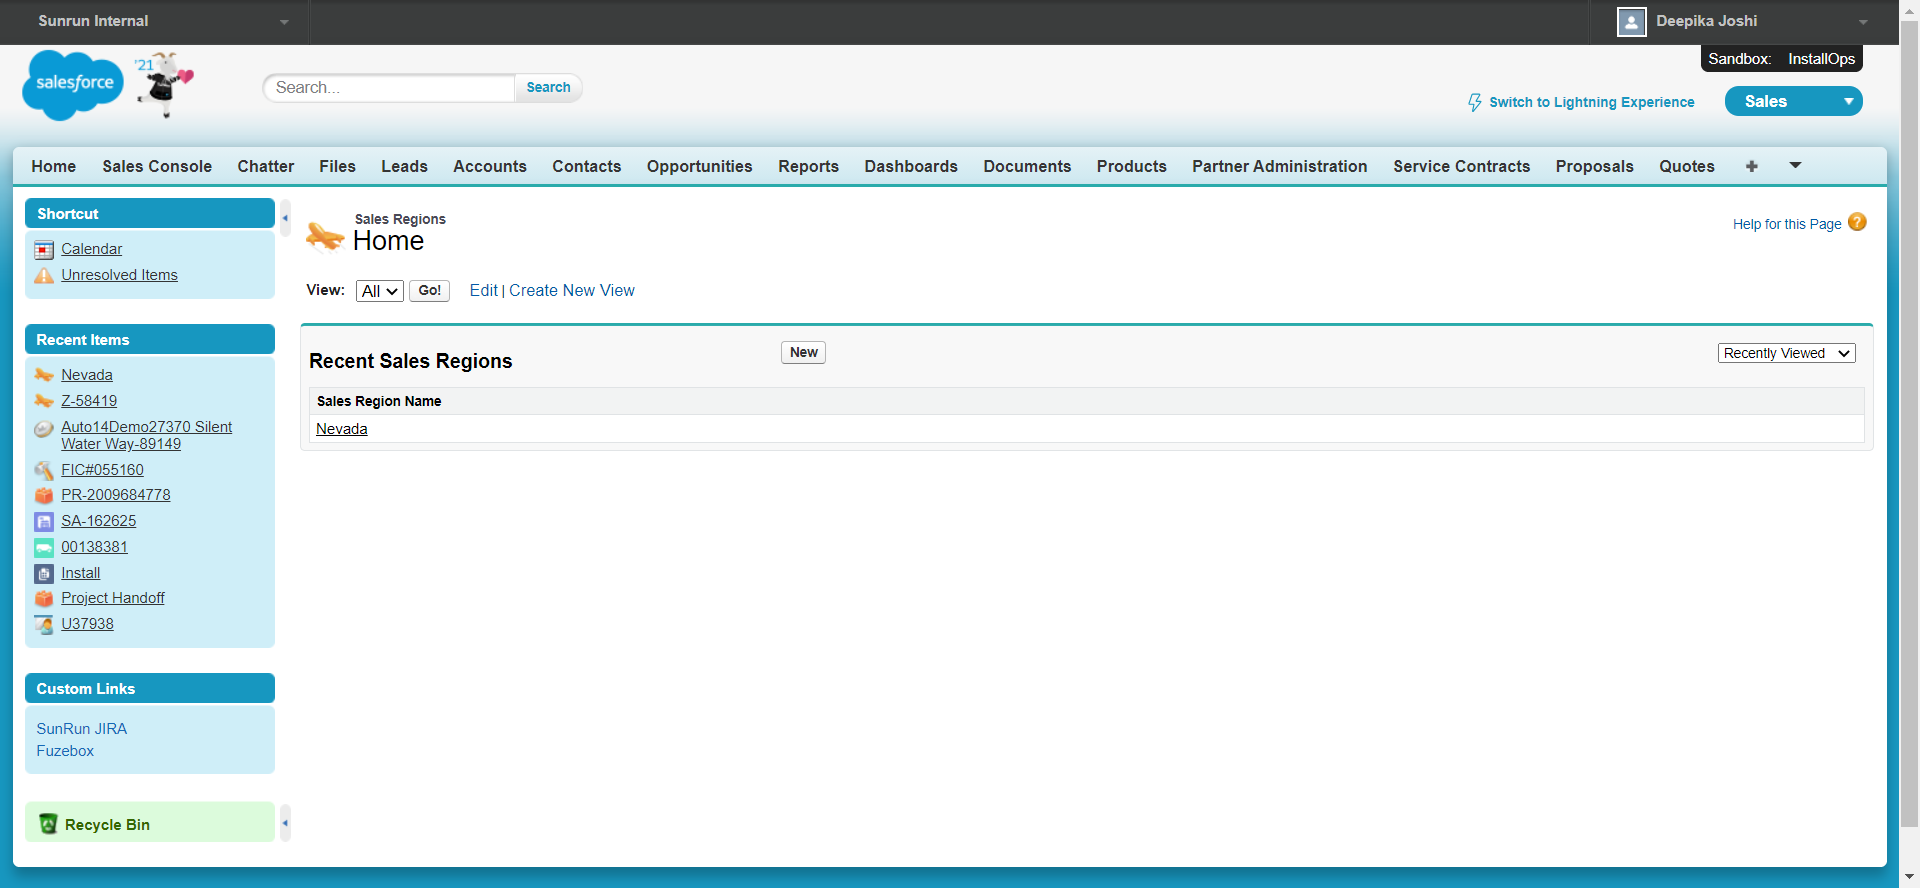 Sunrun Internal
Deepika Joshi
Sandbox: InstallOps
salesforce
'21
Search...
Search
Switch to Lightning Experience
Sales
Home Sales Console Chatter Files Leads Accounts Contacts Opportunities Reports Dashboards Documents Products Partner Administration Service Contracts Proposals Quotes +
Shortcut
Calendar
Unresolved Items
Recent Items
Nevada
Z-58419
Auto14Demo27370 Silent
Water Way-89149
FIC#055160
PR-2009684778
SA-162625
00138381
Install
Project Handoff
U37938
Custom Links
SunRun JIRA
Fuzebox
Recycle Bin
Sales Regions
Home
Help for this Page ?
View: All Go! Edit | Create New View
Recent Sales Regions
New
Recently Viewed
Sales Region Name
Nevada